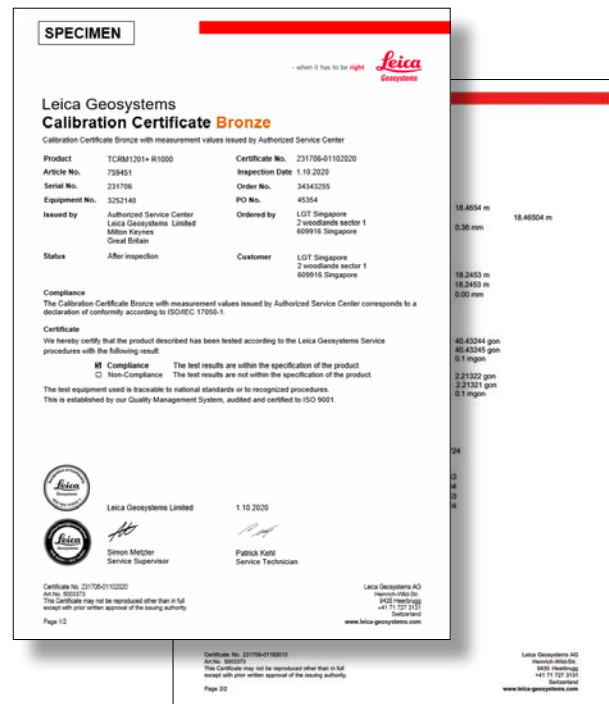 SPECIMEN
- when it has to be right
Leica
Geosystems
Leica Geosystems
Calibration Certificate Bronze
Calibration Certificate Bronze with measurement values issued by Authorized Service Center
Product TCRM1201+ R1000 Certificate No. 231706-01102020
Article No. 759451 Inspection Date 1.10.2020
Serial No. 231706 Order No. 34343255
Equipment No. 3252140 PO No. 45354
Issued by Authorized Service Center Ordered by LGT Singapore
Leica Geosystems Limited 2 woodlands sector 1
Milton Keynes 609916 Singapore
Great Britain
Status After inspection Customer LGT Singapore
2 woodlands sector 1
609916 Singapore
Compliance
The Calibration Certificate Bronze with measurement values issued by Authorized Service Center corresponds to a
declaration of conformity according to ISO/IEC 17050-1.
Certificate
We hereby certify that the product described has been tested according to the Leica Geosystems Service
procedures with the following result:
Compliance The test results are within the specification of the product.
Non-Compliance The test results are not within the specification of the product.
The test equipment used is traceable to national standards or to recognized procedures.
This is established by our Quality Management System, audited and certified to ISO 9001.
Leica
Geosystems
Leica
Geosystems
Leica Geosystems Limited 1.10.2020
Simon Metzler Patrick Kehl
Service Supervisor Service Technician
Certificate No. 231706-01102020
Art.No. 5003373
This Certificate may not be reproduced other than in full
except with prior written approval of the issuing authority.
Page 1/2
Leica Geosystems AG
Heinrich-Wild-Str.
9435 Heerbrugg
+41 71 727 3131
Switzerland
www.leica-geosystems.com
18.4654 m
18.46504 m
0.36 mm
18.2453 m
18.2453 m
0.00 mm
40.43244 gon
40.43245 gon
0.1 mgon
2.21322 gon
2.21321 gon
0.1 mgon
Art.No. 5003373
This Certificate may not be reproduced other than in full
except with prior written approval of the issuing authority.
Page 2/2
Leica Geosystems AG
Heinrich-Wild-Str.
9435 Heerbrugg
+41 71 727 3131
Switzerland
www.leica-geosystems.com